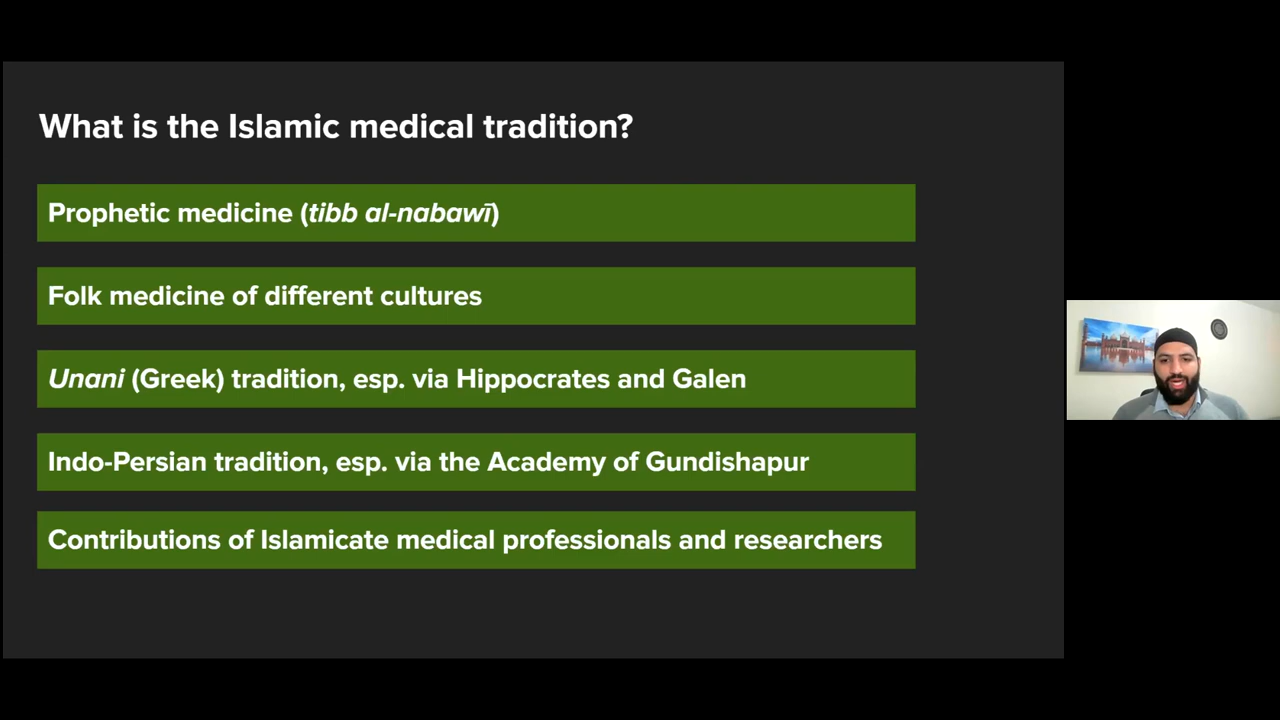 What is the Islamic medical tradition?
Prophetic medicine (tibb al-nabawī)
Folk medicine of different cultures
Unani (Greek) tradition, esp. via Hippocrates and Galen
Indo-Persian tradition, esp. via the Academy of Gundishapur
Contributions of Islamicate medical professionals and researchers